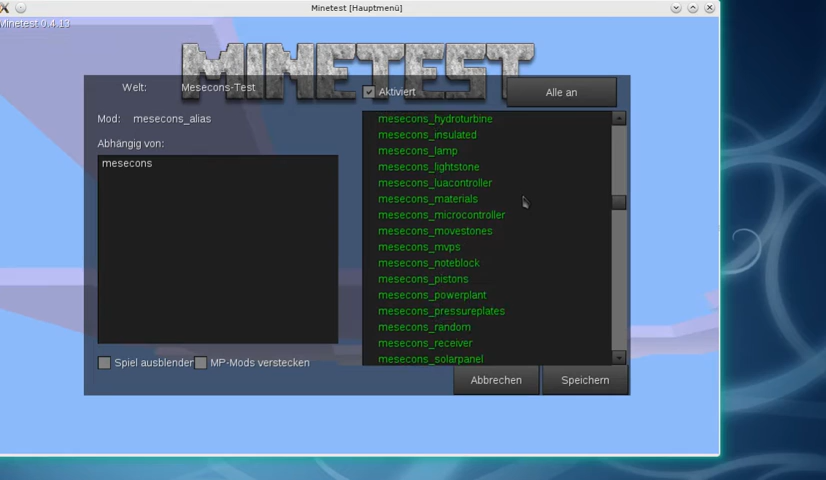 Minetest [Hauptmenü]
Minetest 0.4.13
MINETEST
Welt: Mesecons-Test
Aktiviert
Alle an
Mod: mesecons_alias
Abhängig von:
mesecons
mesecons_hydroturbine
mesecons_insulated
mesecons_lamp
mesecons_lightstone
mesecons_luacontroller
mesecons_materials
mesecons_microcontroller
mesecons_movestones
mesecons_mvps
mesecons_noteblock
mesecons_pistons
mesecons_powerplant
mesecons_pressureplates
mesecons_random
mesecons_receiver
mesecons_solarpanel
Spiel ausblenden
MP-Mods verstecken
Abbrechen
Speichern